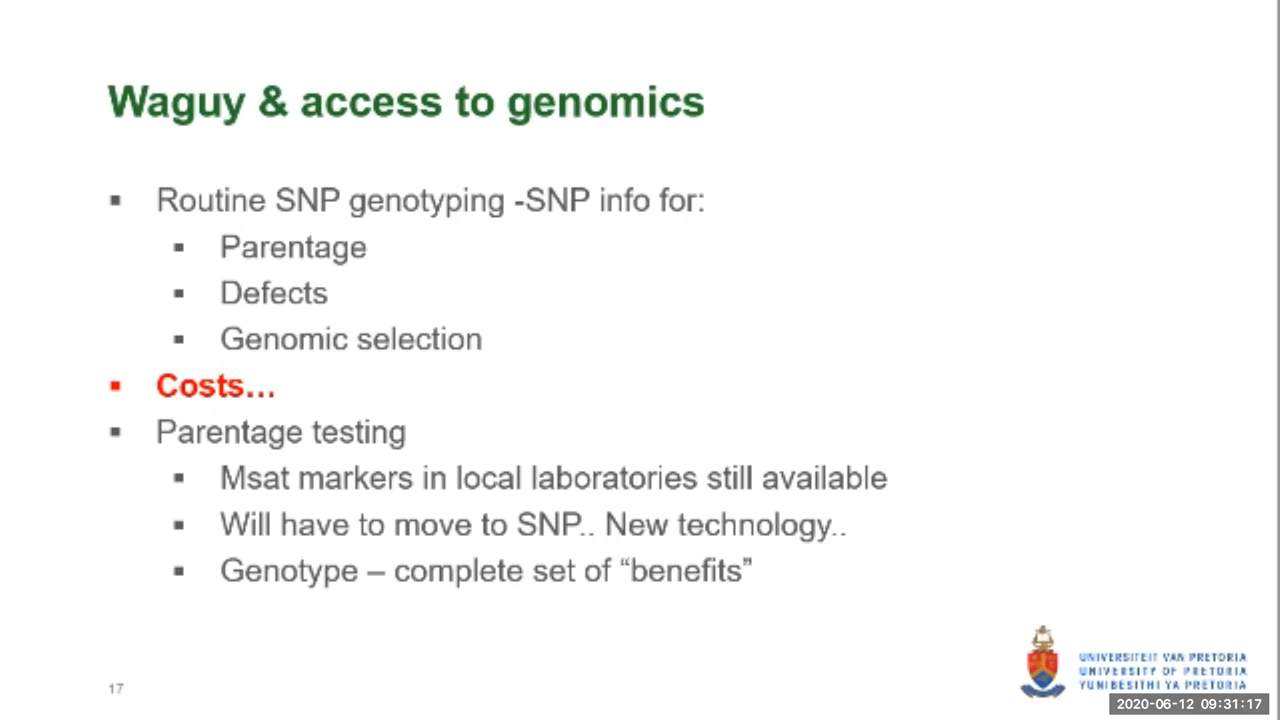 Waguy & access to genomics
Routine SNP genotyping -SNP info for:
Parentage
Defects
Genomic selection
Costs...
Parentage testing
Msat markers in local laboratories still available
Will have to move to SNP.. New technology..
Genotype – complete set of “benefits”
17
UNIVERSITEIT VAN PRETORIA
UNIVERSITY OF PRETORIA
YUNIBESITHI YA PRETORIA
2020-06-12 09:31:17